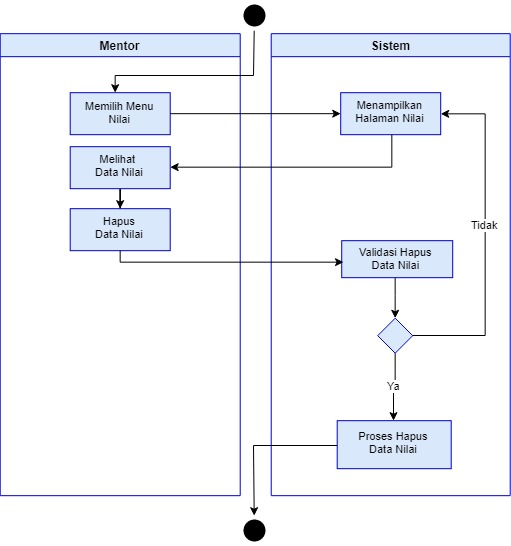 Mentor
Sistem
Memilih Menu
Nilai
Menampilkan
Halaman Nilai
Melihat
Data Nilai
Hapus
Data Nilai
Tidak
Validasi Hapus
Data Nilai
Ya
Proses Hapus
Data Nilai